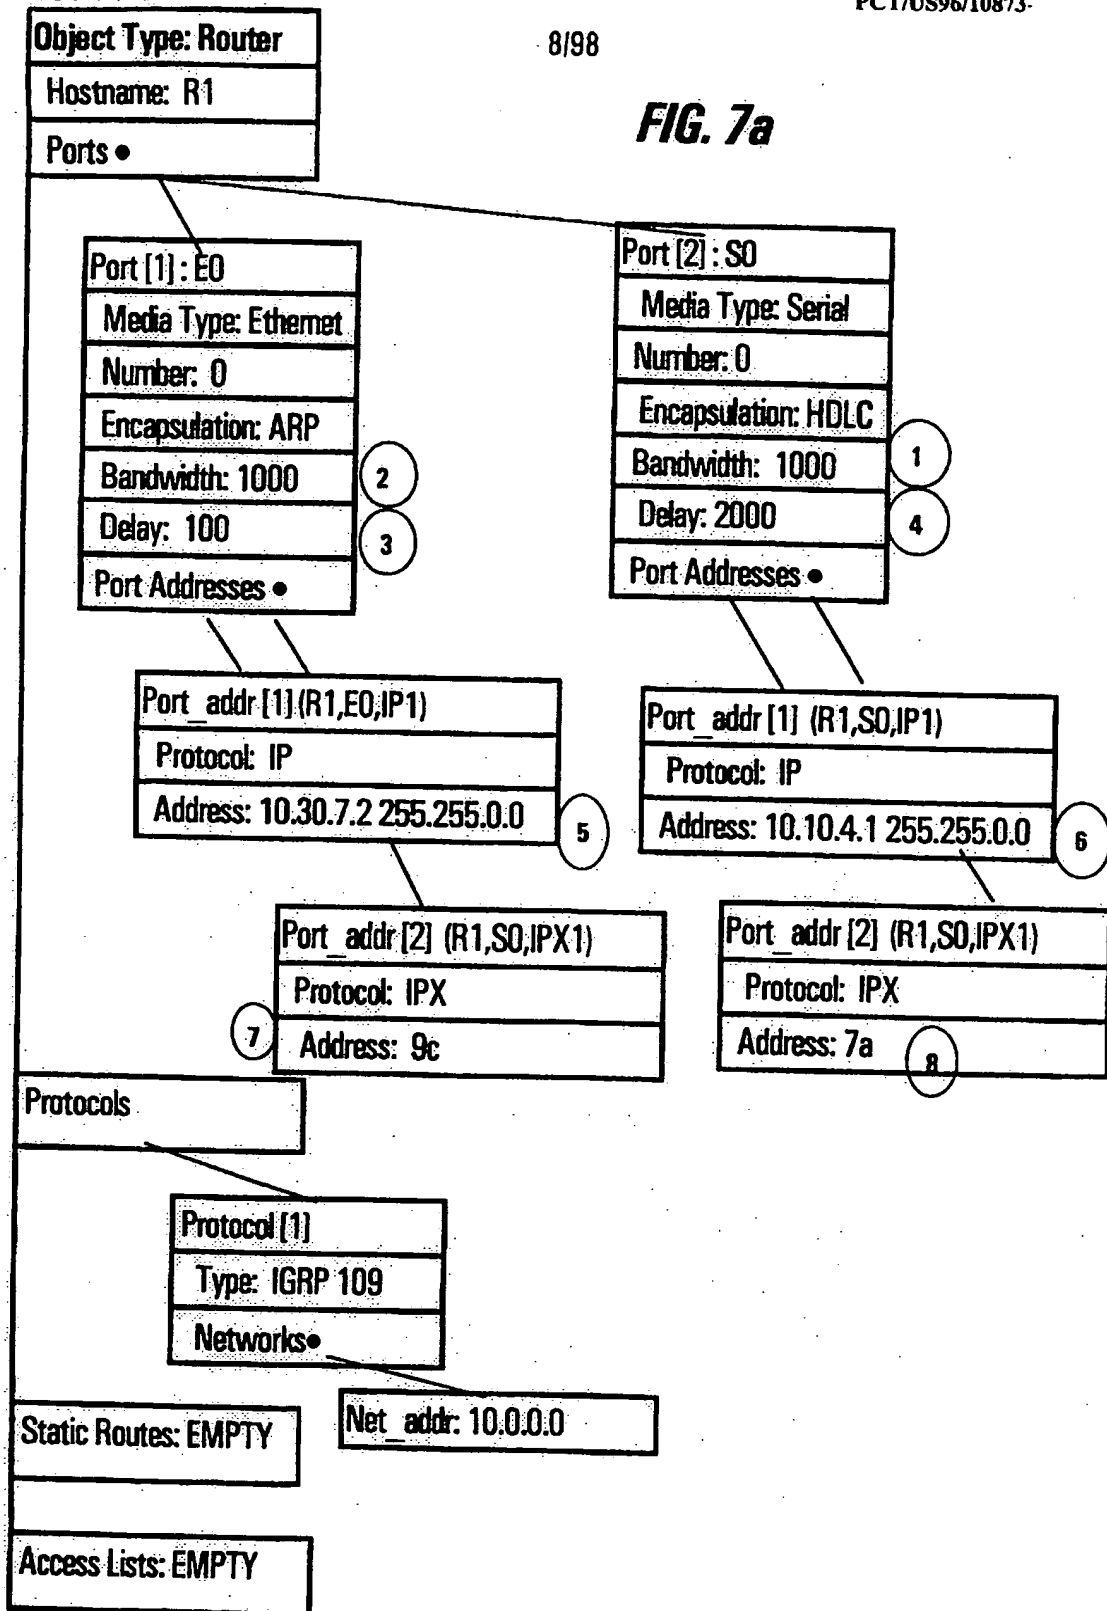 PCT/US96/10873-
8/98
FIG. 7a
Object Type: Router
Hostname: R1
Ports •
Port [1] : E0
Media Type: Ethernet
Number: 0
Encapsulation: ARP
Bandwidth: 1000
2
Delay: 100
3
Port Addresses •
Port [2] : S0
Media Type: Serial
Number: 0
Encapsulation: HDLC
Bandwidth: 1000
1
Delay: 2000
4
Port Addresses •
Port_addr [1] (R1,E0,IP1)
Protocol: IP
Address: 10.30.7.2 255.255.0.0
5
Port_addr [1] (R1,S0,IP1)
Protocol: IP
Address: 10.10.4.1 255.255.0.0
6
Port_addr [2] (R1,S0,IPX1)
Protocol: IPX
7
Address: 9c
Port_addr [2] (R1,S0,IPX1)
Protocol: IPX
Address: 7a
8
Protocols
Protocol [1]
Type: IGRP 109
Networks•
Net_addr: 10.0.0.0
Static Routes: EMPTY
Access Lists: EMPTY